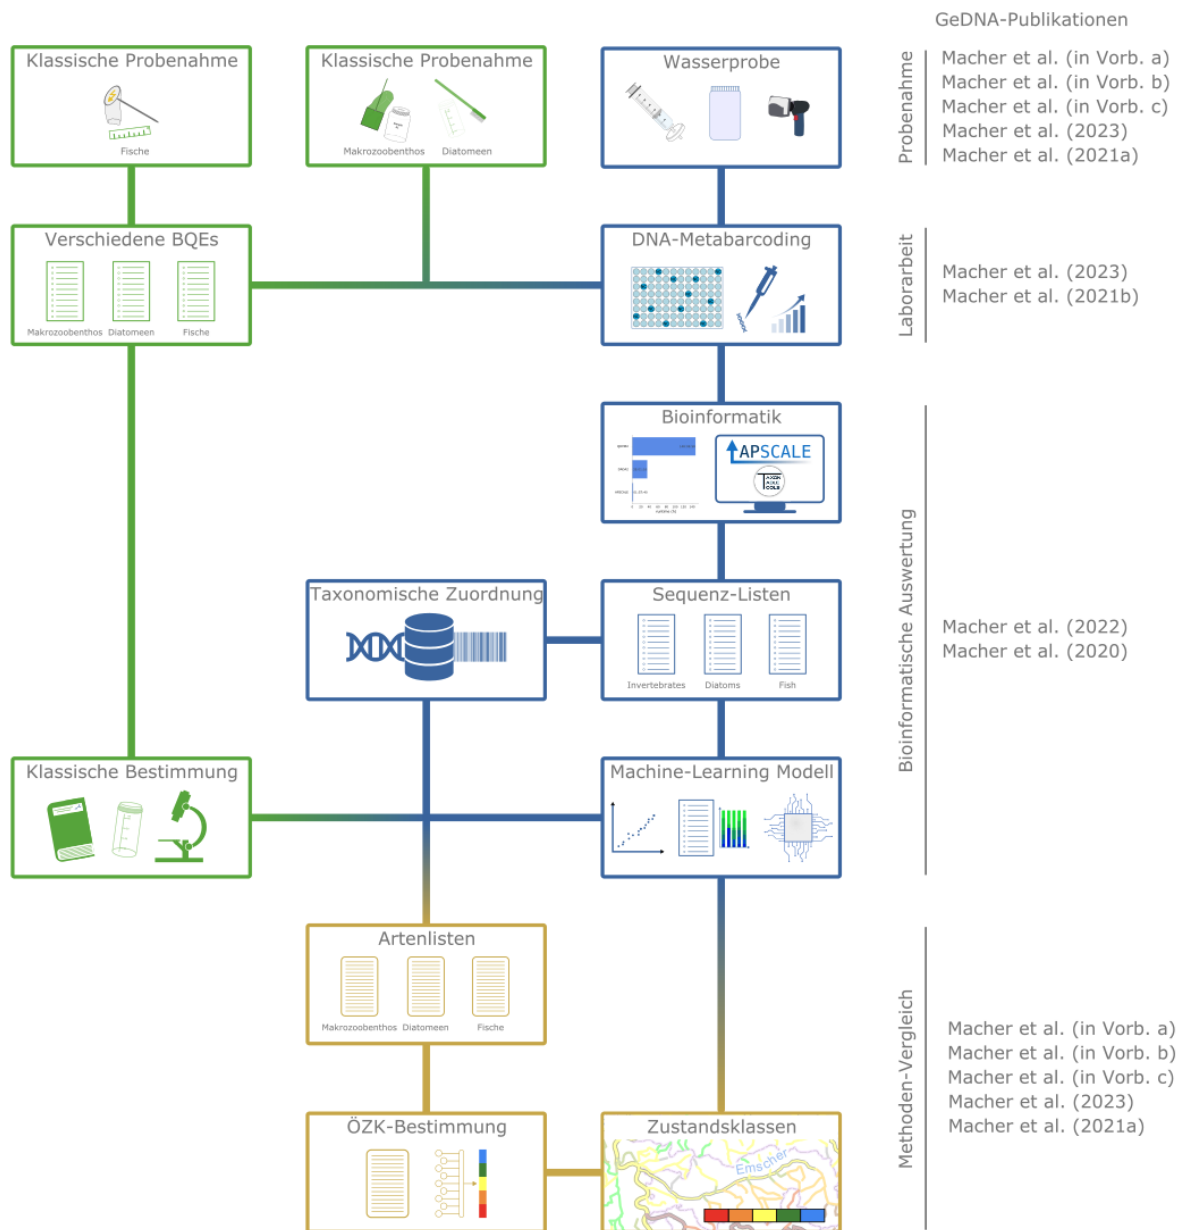 GeDNA-Publikationen
Klassische Probenahme
Fische
Klassische Probenahme
Makrozoobenthos
Diatomeen
Wasserprobe
Probenahme
Macher et al. (in Vorb. a)
Macher et al. (in Vorb. b)
Macher et al. (in Vorb. c)
Macher et al. (2023)
Macher et al. (2021a)
Verschiedene BQEs
Makrozoobenthos
Diatomeen
Fische
DNA-Metabarcoding
Laborarbeit
Macher et al. (2023)
Macher et al. (2021b)
Bioinformatik
APSCALE
TAXON
TABLE
TOOLS
Bioinformatische Auswertung
Taxonomische Zuordnung
Sequenz-Listen
Invertebrates
Diatoms
Fish
Macher et al. (2022)
Macher et al. (2020)
Klassische Bestimmung
Machine-Learning Modell
Artenlisten
Makrozoobenthos
Diatomeen
Fische
Methoden-Vergleich
Macher et al. (in Vorb. a)
Macher et al. (in Vorb. b)
Macher et al. (in Vorb. c)
Macher et al. (2023)
Macher et al. (2021a)
ÖZK-Bestimmung
Zustandsklassen
Emscher